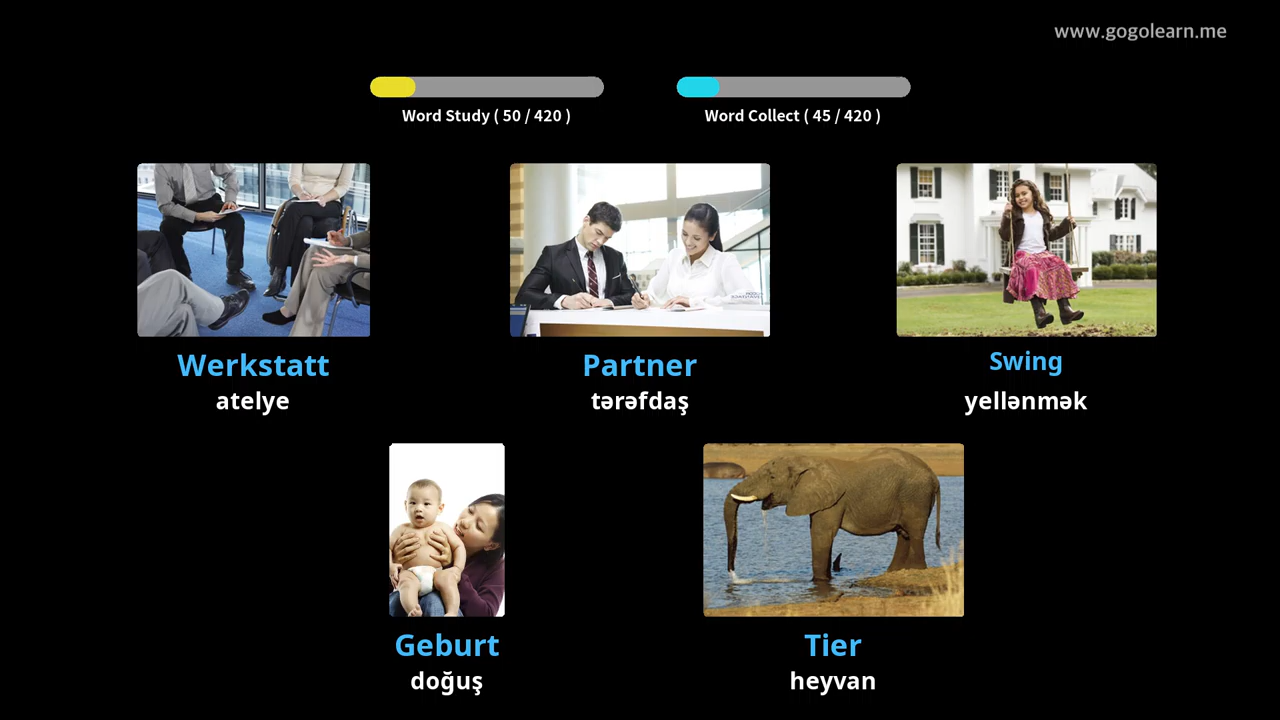 www.gogolearn.me
Word Study ( 50 / 420 )
Word Collect ( 45 / 420 )
Werkstatt
atelye
Partner
tərəfdaş
Swing
yellənmək
Geburt
doğuş
Tier
heyvan